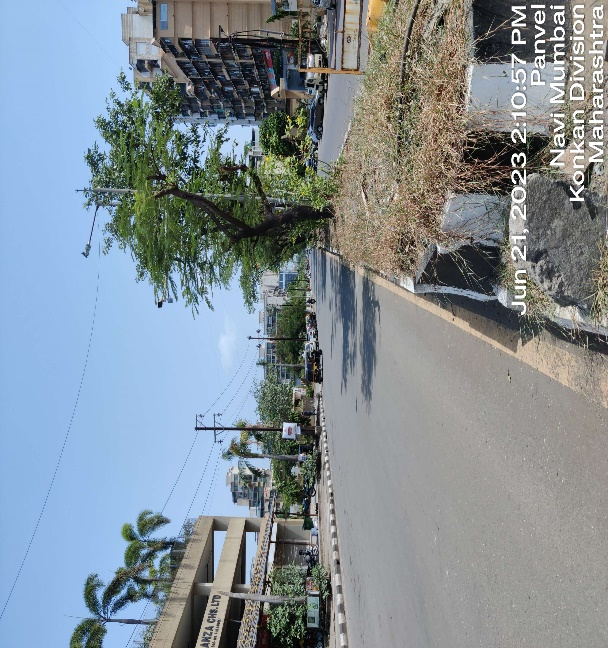 ANZA CHS. LTD
Jun 21, 2023 2:10:57 PM
Panvel
Navi Mumbai
Konkan Division
Maharashtra